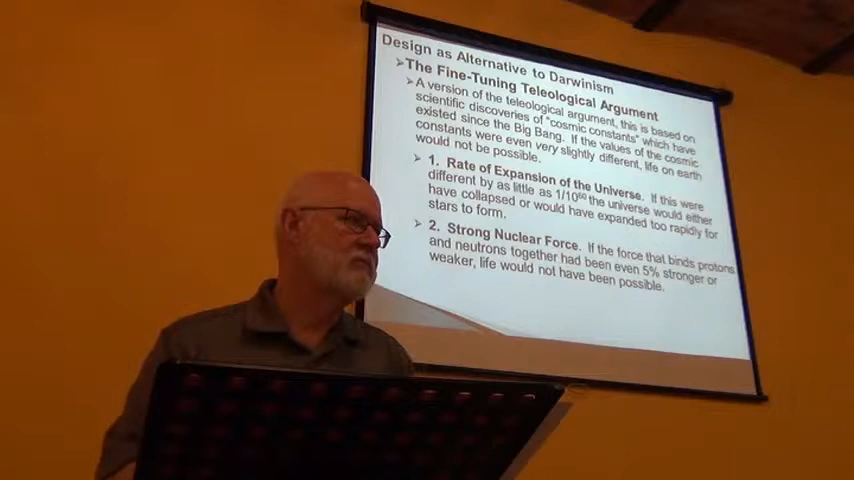 Design as Alternative to Darwinism
➢The Fine-Tuning Teleological Argument
➢A version of the teleological argument, this is based on
scientific discoveries of "cosmic constants" which have
existed since the Big Bang. If the values of the cosmic
constants were even very slightly different, life on earth
would not be possible.
➢ 1. Rate of Expansion of the Universe. If this were
different by as little as 1/10⁶⁰ the universe would either
have collapsed or would have expanded too rapidly for
stars to form.
➢ 2. Strong Nuclear Force. If the force that binds protons
and neutrons together had been even 5% stronger or
weaker, life would not have been possible.